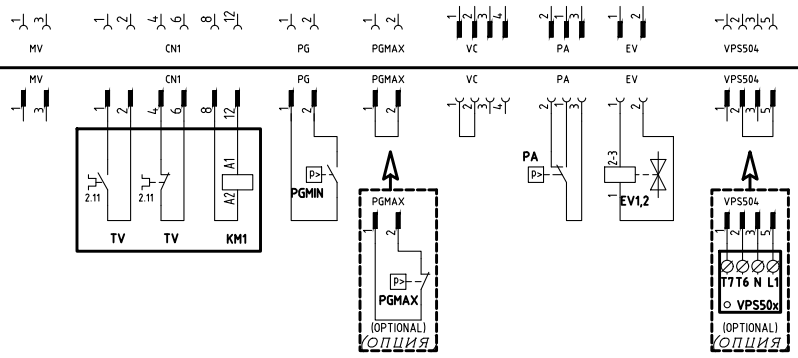 1 3 1 2 4 6 8 12 1 2 1 2 1 2 3 4 2 1 3 1 2 1 2 3 5
MV CN1 PG PGMAX VC PA EV VPS504
MV CN1 PG PGMAX VC PA EV VPS504
1 3 1 2 4 6 8 12 1 2 1 2 1 2 3 4 2 1 3 1 2 1 2 3 5
A1 2-3
PA
P> P>
2.11 2.11 PGMIN
A2 1 EV1,2
PGMAX VPS504
1 2 1 2 3 5
TV TV KM1
P> T7 T6 N L1
PGMAX VPS50x
(OPTIONAL) (OPTIONAL)
(ОПЦИЯ (ОПЦИЯ